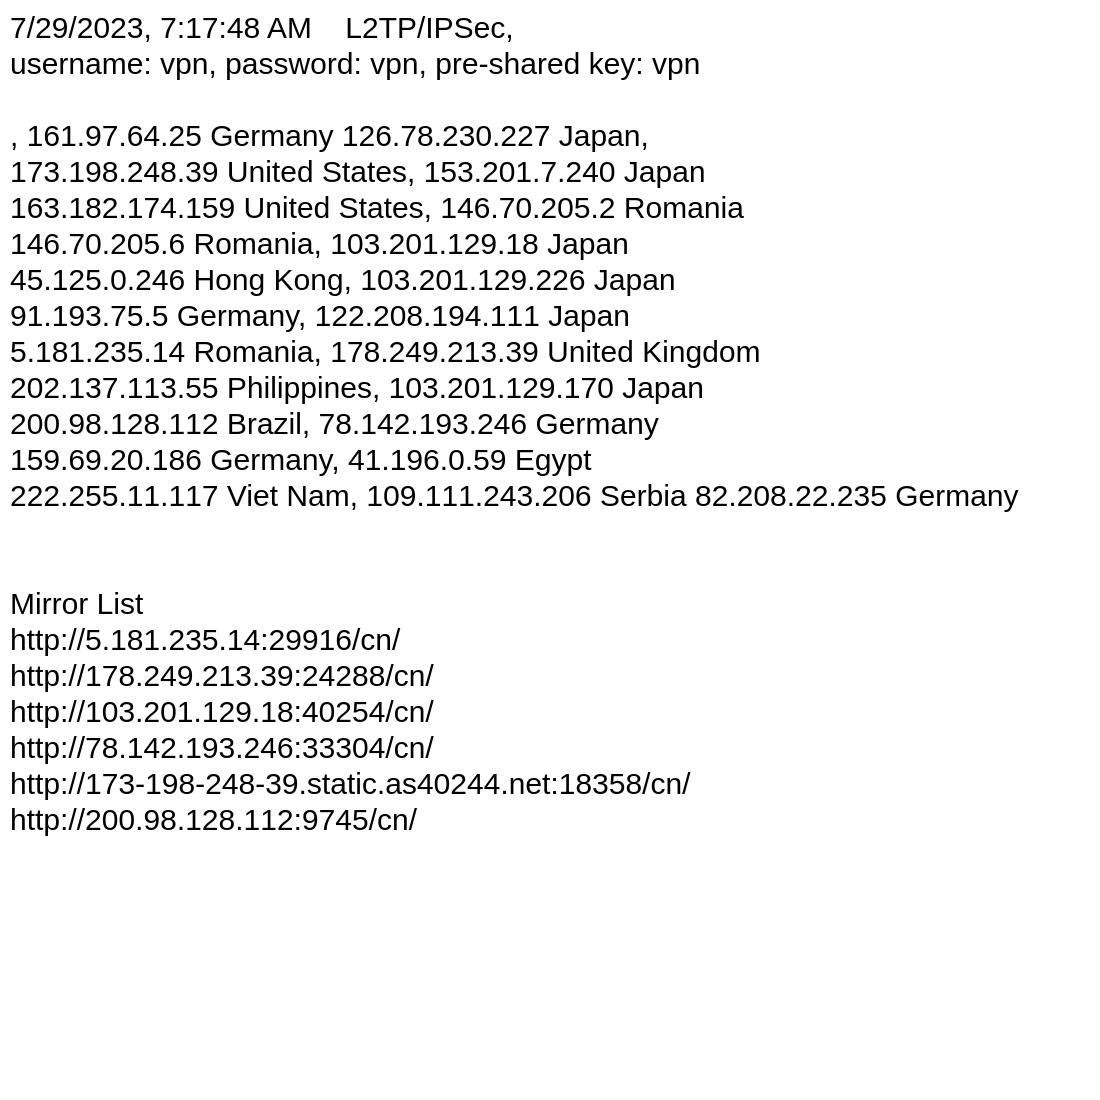 7/29/2023, 7:17:48 AM    L2TP/IPSec,
username: vpn, password: vpn, pre-shared key: vpn
, 161.97.64.25 Germany 126.78.230.227 Japan,
173.198.248.39 United States, 153.201.7.240 Japan
163.182.174.159 United States, 146.70.205.2 Romania
146.70.205.6 Romania, 103.201.129.18 Japan
45.125.0.246 Hong Kong, 103.201.129.226 Japan
91.193.75.5 Germany, 122.208.194.111 Japan
5.181.235.14 Romania, 178.249.213.39 United Kingdom
202.137.113.55 Philippines, 103.201.129.170 Japan
200.98.128.112 Brazil, 78.142.193.246 Germany
159.69.20.186 Germany, 41.196.0.59 Egypt
222.255.11.117 Viet Nam, 109.111.243.206 Serbia 82.208.22.235 Germany
Mirror List
http://5.181.235.14:29916/cn/
http://178.249.213.39:24288/cn/
http://103.201.129.18:40254/cn/
http://78.142.193.246:33304/cn/
http://173-198-248-39.static.as40244.net:18358/cn/
http://200.98.128.112:9745/cn/